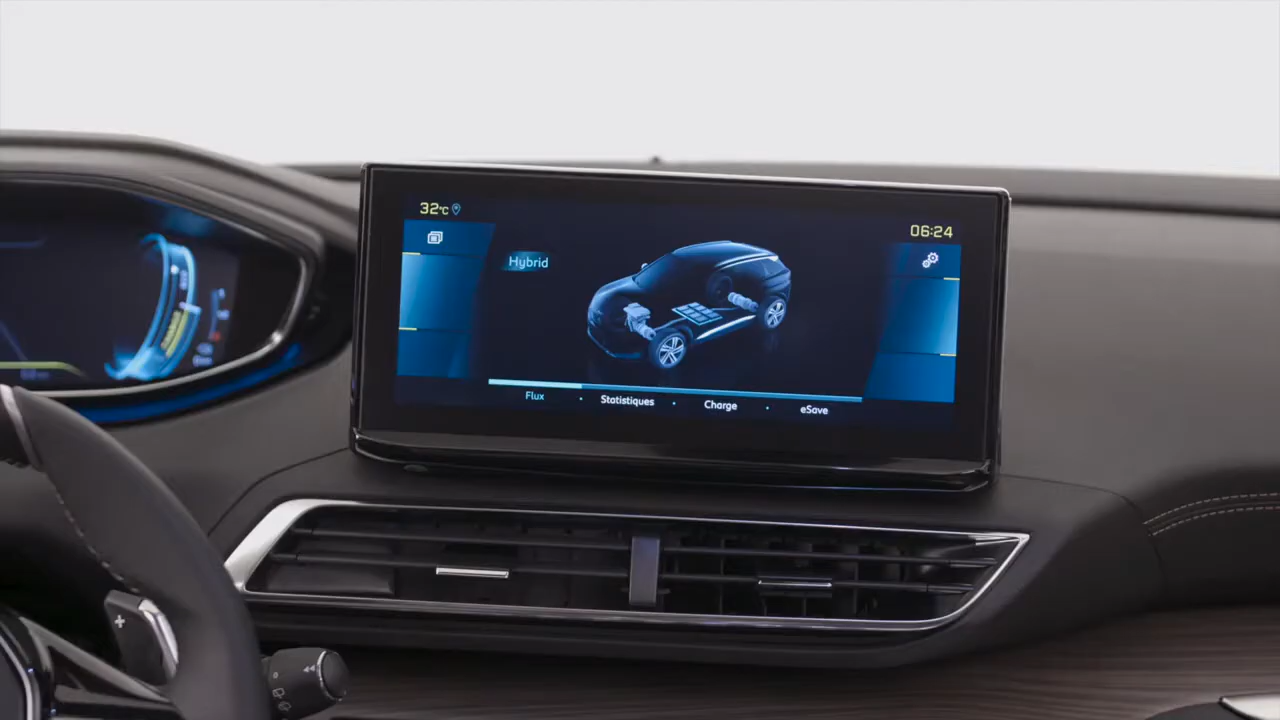 32°C
06:24
Hybrid
Flux • Statistiques • Charge • eSave
+